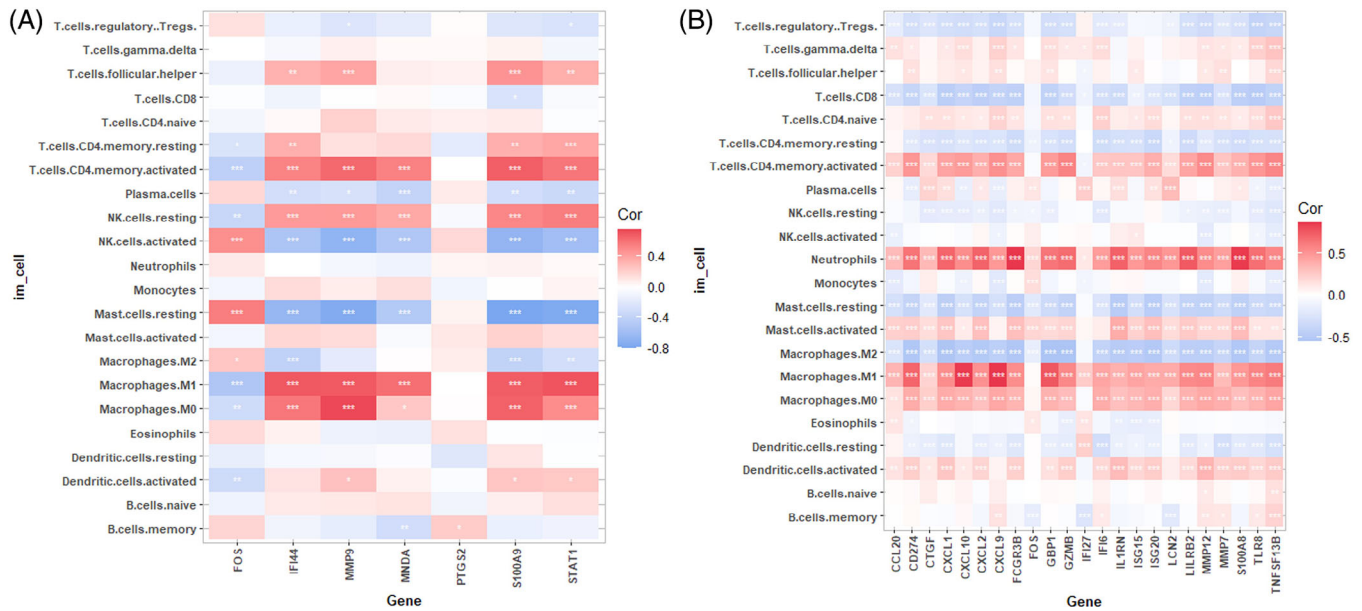 (A)
T.cells.regulatory..Tregs.
T.cells.gamma.delta
T.cells.follicular.helper
T.cells.CD8
T.cells.CD4.naive
T.cells.CD4.memory.resting
T.cells.CD4.memory.activated
Plasma.cells
NK.cells.resting
NK.cells.activated
Neutrophils
Monocytes
Mast.cells.resting
Mast.cells.activated
Macrophages.M2
Macrophages.M1
Macrophages.M0
Eosinophils
Dendritic.cells.resting
Dendritic.cells.activated
B.cells.naive
B.cells.memory
im_cell
FOS
IFI44
MMP9
MNDA
PTGS2
S100A9
STAT1
Gene
Cor
0.4
0.0
-0.4
-0.8
(B)
T.cells.regulatory..Tregs.
T.cells.gamma.delta
T.cells.follicular.helper
T.cells.CD8
T.cells.CD4.naive
T.cells.CD4.memory.resting
T.cells.CD4.memory.activated
Plasma.cells
NK.cells.resting
NK.cells.activated
Neutrophils
Monocytes
Mast.cells.resting
Mast.cells.activated
Macrophages.M2
Macrophages.M1
Macrophages.M0
Eosinophils
Dendritic.cells.resting
Dendritic.cells.activated
B.cells.naive
B.cells.memory
im_cell
CCL20
CD274
CTGF
CXCL1
CXCL10
CXCL2
CXCL9
FCGR3B
FOS
GBP1
GZMB
IFI27
IFI6
IL1RN
ISG15
ISG20
LCN2
LILRB2
MMP12
MMP7
S100A8
TLR8
TNFSF13B
Gene
Cor
0.5
0.0
-0.5